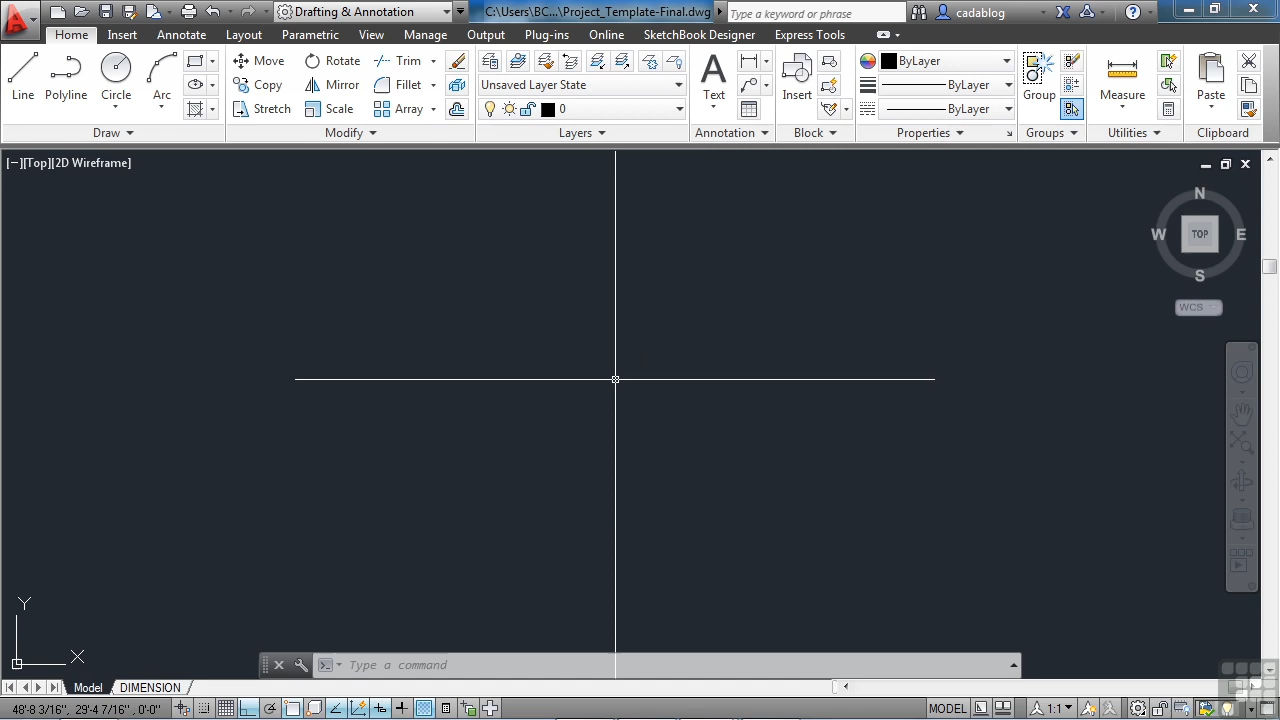 Drafting & Annotation
C:\Users\BC...\Project_Template-Final.dwg
Type a keyword or phrase
cadablog
Home Insert Annotate Layout Parametric View Manage Output Plug-ins Online SketchBook Designer Express Tools
Line Polyline Circle Arc
Move Rotate Trim
Copy Mirror Fillet
Stretch Scale Array
Unsaved Layer State
0
Text
Insert
ByLayer
ByLayer
ByLayer
Group
Measure
Paste
Draw Modify Layers Annotation Block Properties Groups Utilities Clipboard
[−][Top][2D Wireframe]
N
W TOP E
S
WCS
Y
X
Type a command
Model DIMENSION
48'-8 3/16", 29'-4 7/16" , 0'-0"
MODEL
1:1